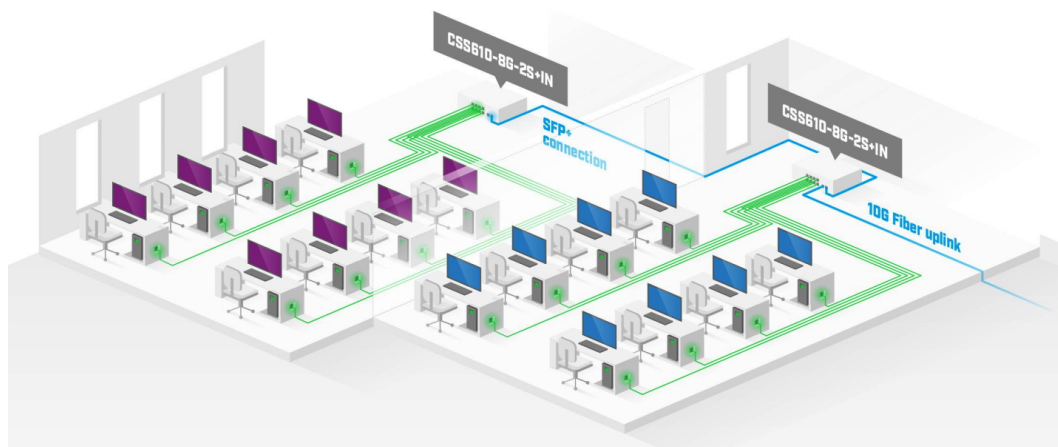 CSS610-8G-2S+IN
CSS610-8G-2S+IN
SFP+
connection
10G Fiber uplink